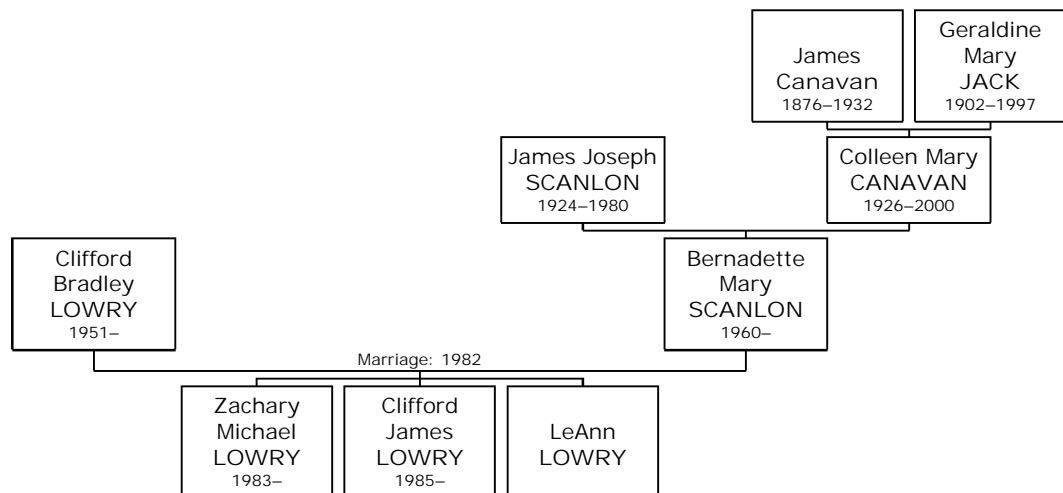 James
Canavan
1876–1932
Geraldine
Mary
JACK
1902–1997
James Joseph
SCANLON
1924–1980
Colleen Mary
CANAVAN
1926–2000
Clifford
Bradley
LOWRY
1951–
Bernadette
Mary
SCANLON
1960–
Marriage: 1982
Zachary
Michael
LOWRY
1983–
Clifford
James
LOWRY
1985–
LeAnn
LOWRY